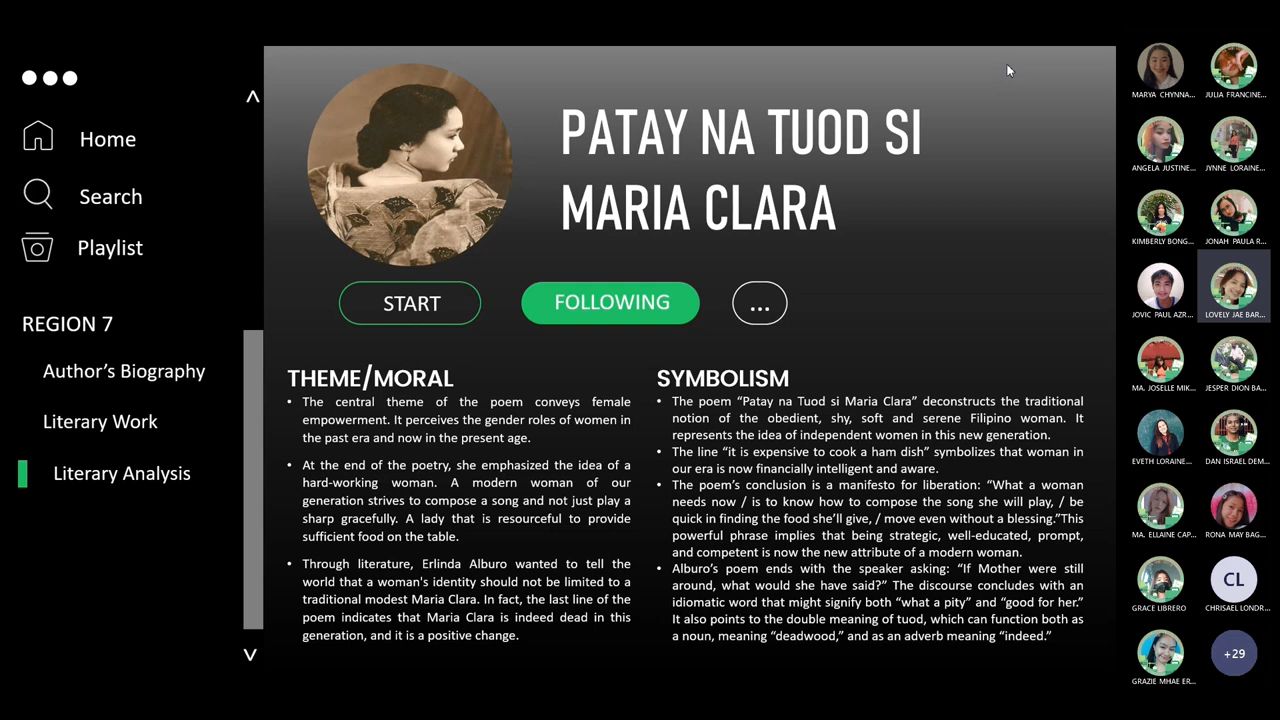 Home
Search
Playlist
REGION 7
Author's Biography
Literary Work
Literary Analysis
PATAY NA TUOD SI
MARIA CLARA
START
FOLLOWING
...
THEME/MORAL
• The central theme of the poem conveys female
empowerment. It perceives the gender roles of women in
the past era and now in the present age.
• At the end of the poetry, she emphasized the idea of a
hard-working woman. A modern woman of our
generation strives to compose a song and not just play a
sharp gracefully. A lady that is resourceful to provide
sufficient food on the table.
• Through literature, Erlinda Alburo wanted to tell the
world that a woman's identity should not be limited to a
traditional modest Maria Clara. In fact, the last line of the
poem indicates that Maria Clara is indeed dead in this
generation, and it is a positive change.
SYMBOLISM
• The poem “Patay na Tuod si Maria Clara” deconstructs the traditional
notion of the obedient, shy, soft and serene Filipino woman. It
represents the idea of independent women in this new generation.
• The line “it is expensive to cook a ham dish” symbolizes that woman in
our era is now financially intelligent and aware.
• The poem’s conclusion is a manifesto for liberation: “What a woman
needs now / is to know how to compose the song she will play, / be
quick in finding the food she’ll give, / move even without a blessing.”This
powerful phrase implies that being strategic, well-educated, prompt,
and competent is now the new attribute of a modern woman.
• Alburo’s poem ends with the speaker asking: “If Mother were still
around, what would she have said?” The discourse concludes with an
idiomatic word that might signify both “what a pity” and “good for her.”
It also points to the double meaning of tuod, which can function both as
a noun, meaning “deadwood,” and as an adverb meaning “indeed.”
MARYA CHYNNA...
JULIA FRANCINE...
ANGELA JUSTINE...
JYNNE LORAINE...
KIMBERLY BONG...
JONAH PAULA R...
JOVIC PAUL AZR...
LOVELY JAE BAR...
MA. JOSELLE MIK...
JESPER DION BA...
EVETH LORAINE...
DAN ISRAEL DEM...
MA. ELLAINE CAP...
RONA MAY BAG...
GRACE LIBRERO
CL
CHRISAEL LONDR...
GRAZIE MHAE ER...
+29